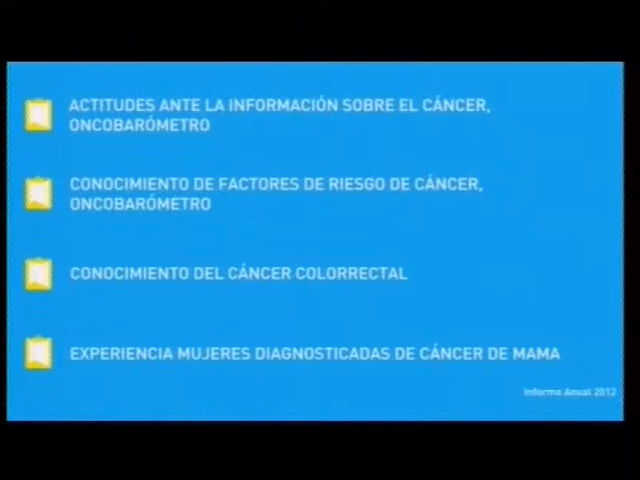 ACTITUDES ANTE LA INFORMACIÓN SOBRE EL CÁNCER,
ONCOBARÓMETRO
CONOCIMIENTO DE FACTORES DE RIESGO DE CÁNCER,
ONCOBARÓMETRO
CONOCIMIENTO DEL CÁNCER COLORRECTAL
EXPERIENCIA MUJERES DIAGNOSTICADAS DE CÁNCER DE MAMA
Informe Anual 2012